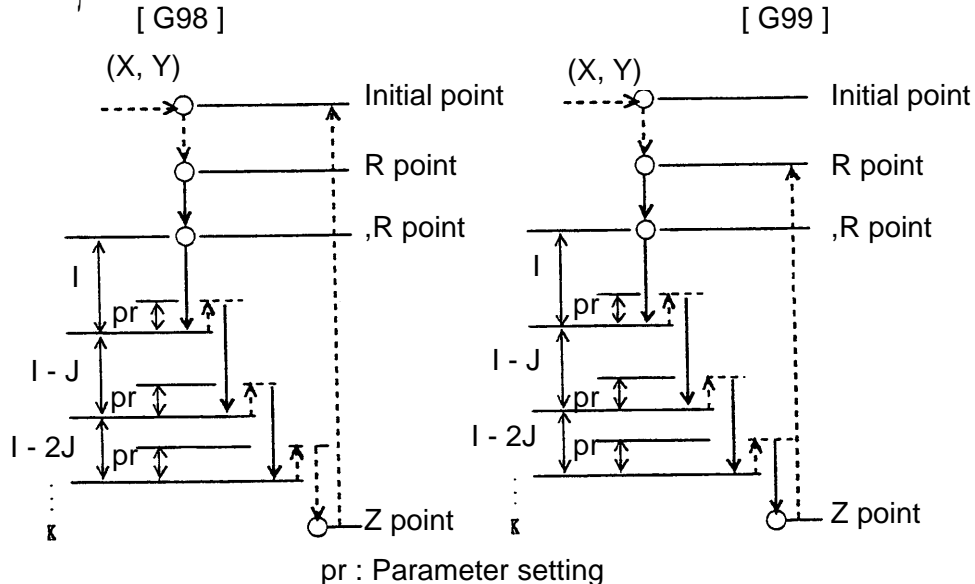 [ G98 ]
(X, Y)
Initial point
R point
,R point
I
pr
I - J
pr
I - 2J
pr
K
Z point
[ G99 ]
(X, Y)
Initial point
R point
,R point
I
pr
I - J
pr
I - 2J
pr
K
Z point
pr : Parameter setting